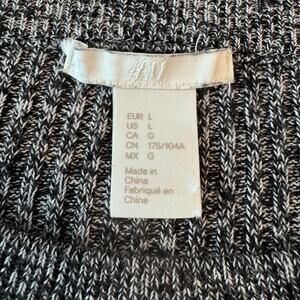 H&M
EUR L
US L
CA G
CN 175/104A
MX G
Made in
China
Fabriqué en
Chine